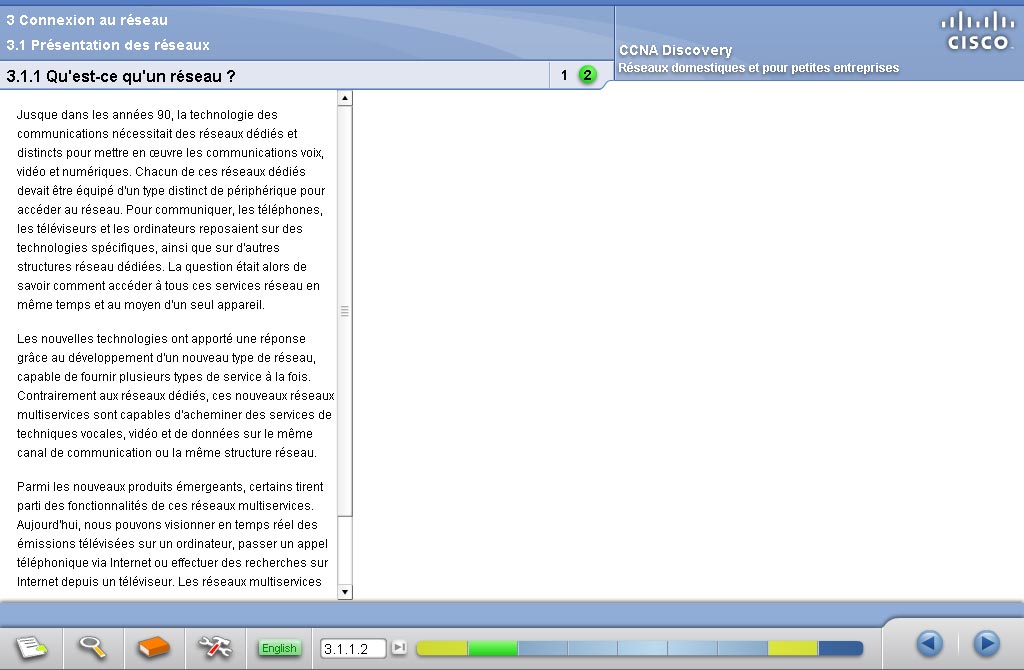 3 Connexion au réseau
3.1 Présentation des réseaux
3.1.1 Qu'est-ce qu'un réseau ?
1 2
CISCO
CCNA Discovery
Réseaux domestiques et pour petites entreprises
Jusque dans les années 90, la technologie des
communications nécessitait des réseaux dédiés et
distincts pour mettre en œuvre les communications voix,
vidéo et numériques. Chacun de ces réseaux dédiés
devait être équipé d'un type distinct de périphérique pour
accéder au réseau. Pour communiquer, les téléphones,
les téléviseurs et les ordinateurs reposaient sur des
technologies spécifiques, ainsi que sur d'autres
structures réseau dédiées. La question était alors de
savoir comment accéder à tous ces services réseau en
même temps et au moyen d'un seul appareil.
Les nouvelles technologies ont apporté une réponse
grâce au développement d'un nouveau type de réseau,
capable de fournir plusieurs types de service à la fois.
Contrairement aux réseaux dédiés, ces nouveaux réseaux
multiservices sont capables d'acheminer des services de
techniques vocales, vidéo et de données sur le même
canal de communication ou la même structure réseau.
Parmi les nouveaux produits émergeants, certains tirent
parti des fonctionnalités de ces réseaux multiservices.
Aujourd'hui, nous pouvons visionner en temps réel des
émissions télévisées sur un ordinateur, passer un appel
téléphonique via Internet ou effectuer des recherches sur
Internet depuis un téléviseur. Les réseaux multiservices
English
3.1.1.2